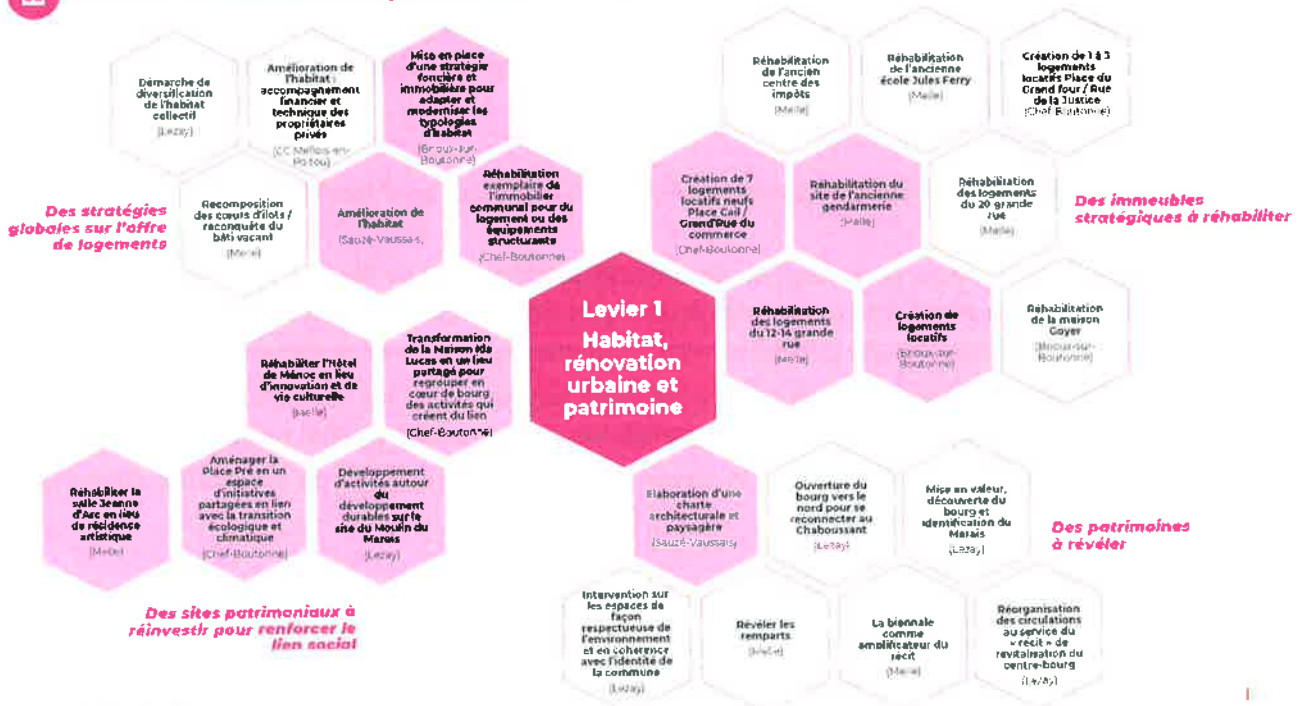 Démarche de
diversification
de l'habitat
collectif
(Lezay)
Amélioration de
l'habitat :
accompagnement
financier et
technique des
propriétaires
privés
(CC Mellois-en-
Poitou)
Mise en place
d'une stratégie
foncière et
immobilière pour
adapter et
moderniser les
typologies
d'habitat
(Brioux-sur-
Boutonne)
Des stratégies
globales sur l'offre
de logements
Recomposition
des cœurs d'îlots /
reconquête du
bâti vacant
(Melle)
Amélioration de
l'habitat
(Sauzé-Vaussais)
Réhabilitation
exemplaire de
l'immobilier
communal pour du
logement ou des
équipements
structurants
(Chef-Boutonne)
Réhabilitation
de l'ancien
centre des
impôts
(Melle)
Réhabilitation
de l'ancienne
école Jules Ferry
(Melle)
Création de 1 à 3
logements
locatifs Place du
Grand four / Rue
de la Justice
(Chef-Boutonne)
Création de 7
logements
locatifs neufs
Place Cail /
Grand'Rue du
commerce
(Chef-Boutonne)
Réhabilitation du
site de l'ancienne
gendarmerie
(Melle)
Réhabilitation
des logements
du 20 grande
rue
(Melle)
Des immeubles
stratégiques à réhabiliter
Levier 1
Habitat,
rénovation
urbaine et
patrimoine
Réhabilitation
des logements
du 12-14 grande
rue
(Melle)
Création de
logements
locatifs
(Brioux-sur-
Boutonne)
Réhabilitation
de la maison
Goyer
(Brioux-sur-
Boutonne)
Réhabiliter l'Hôtel
de Ménoc en lieu
d'innovation et de
vie culturelle
(Melle)
Transformation
de la Maison Ida
Lucas en un lieu
partagé pour
regrouper en
cœur de bourg
des activités qui
créent du lien
(Chef-Boutonne)
Réhabiliter la
salle Jeanne
d'Arc en lieu
de résidence
artistique
(Melle)
Aménager la
Place Pré en un
espace
d'initiatives
partagées en lien
avec la transition
écologique et
climatique
(Chef-Boutonne)
Développement
d'activités autour
du
développement
durables sur le
site du Moulin du
Marais
(Lezay)
Des sites patrimoniaux à
réinvestir pour renforcer le
lien social
Elaboration d'une
charte
architecturale et
paysagère
(Sauzé-Vaussais)
Ouverture du
bourg vers le
nord pour se
reconnecter au
Chaboussant
(Lezay)
Mise en valeur,
découverte du
bourg et
identification du
Marais
(Lezay)
Des patrimoines
à révéler
Intervention sur
les espaces de
façon
respectueuse de
l'environnement
et en cohérence
avec l'identité de
la commune
(Lezay)
Révéler les
remparts
(Melle)
La biennale
comme
amplificateur du
récit
(Melle)
Réorganisation
des circulations
au service du
« récit » de
revitalisation du
centre-bourg
(Lezay)